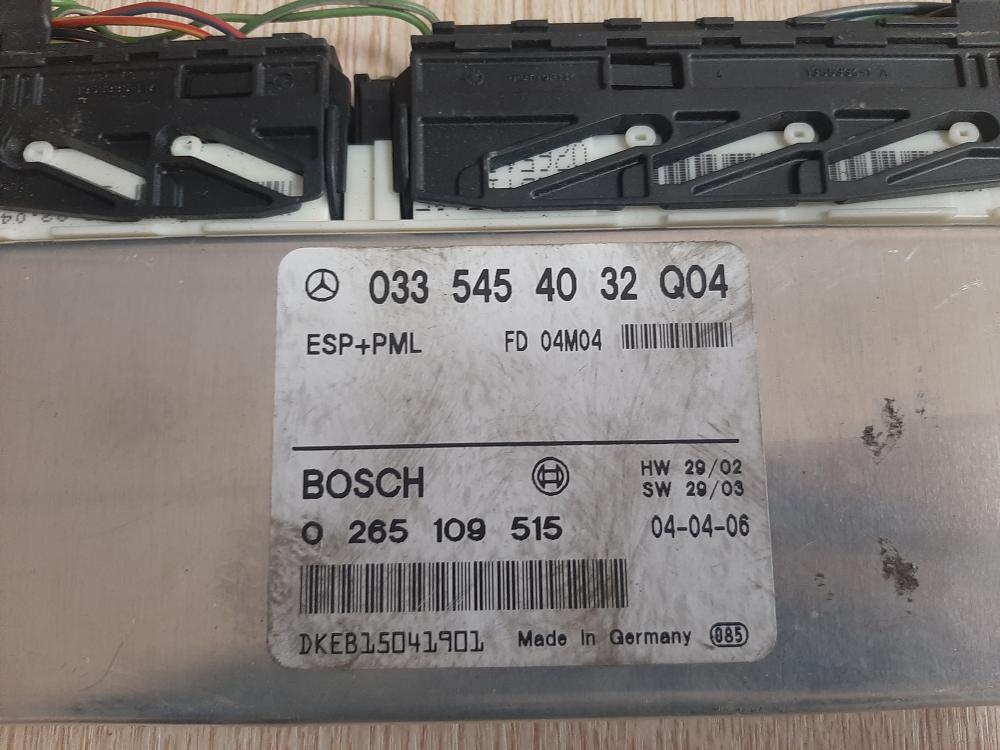 033 545 40 32 Q04
ESP+PML FD 04M04
BOSCH HW 29/02
SW 29/03
0 265 109 515 04-04-06
DKEB15041901 Made In Germany 085